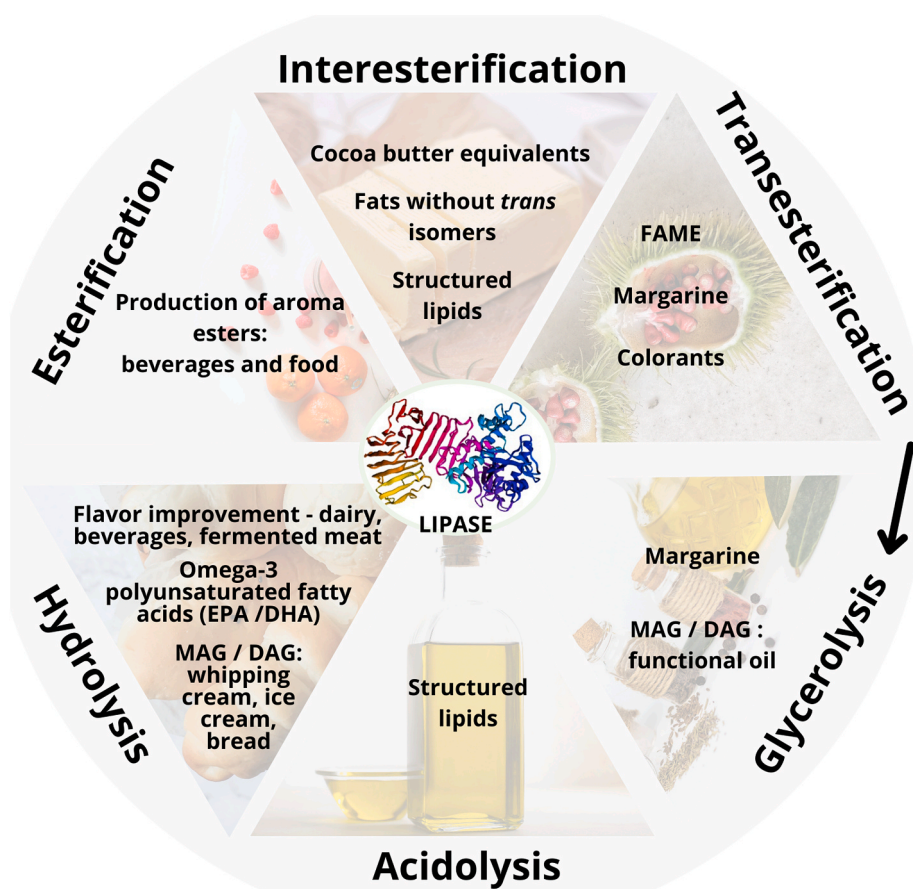 Interesterification
Cocoa butter equivalents
Fats without trans
isomers
Structured
lipids
Transesterification
FAME
Margarine
Colorants
Esterification
Production of aroma
esters:
beverages and food
LIPASE
Hydrolysis
Flavor improvement - dairy,
beverages, fermented meat
Omega-3
polyunsaturated fatty
acids (EPA /DHA)
MAG / DAG:
whipping
cream, ice
cream,
bread
Structured
lipids
Acidolysis
Margarine
MAG / DAG :
functional oil
Glycerolysis